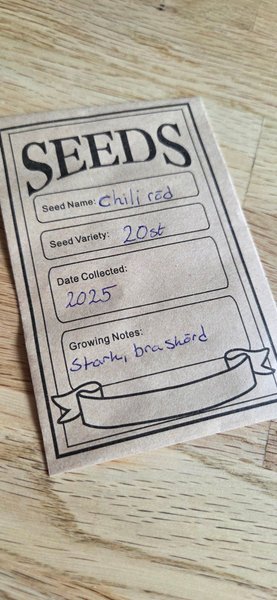 SEEDS
Seed Name: Chili röd
Seed Variety: 20st
Date Collected:
2025
Growing Notes:
Stark, bra skörd